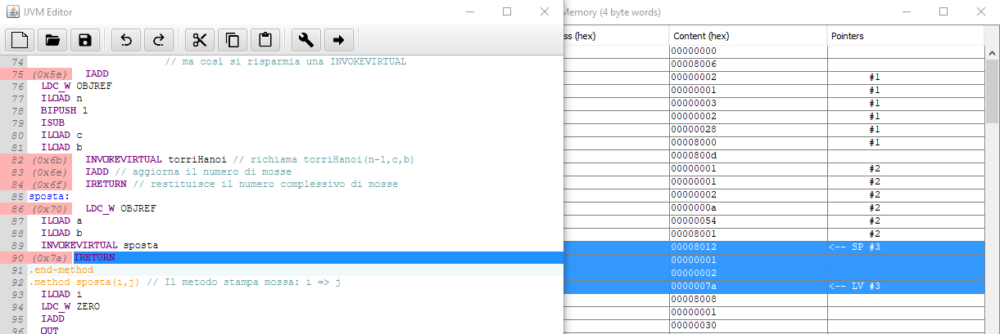 IJVM Editor
74 // ma così si risparmia una INVOKEVIRTUAL
75 (0x5e) IADD
76 LDC_W OBJREF
77 ILOAD n
78 BIPUSH 1
79 ISUB
80 ILOAD c
81 ILOAD b
82 (0x6b) INVOKEVIRTUAL torriHanoi // richiama torriHanoi(n-1,c,b)
83 (0x6e) IADD // aggiorna il numero di mosse
84 (0x6f) IRETURN // restituisce il numero complessivo di mosse
85 sposta:
86 (0x70) LDC_W OBJREF
87 ILOAD a
88 ILOAD b
89 INVOKEVIRTUAL sposta
90 (0x7a) IRETURN
91 .end-method
92 .method sposta(i,j) // Il metodo stampa mossa: i => j
93 ILOAD i
94 LDC_W ZERO
95 IADD
96 OUT
Memory (4 byte words)
ss (hex) Content (hex) Pointers
00000000
00008006
00000002 #1
00000001 #1
00000003 #1
00000002 #1
00000028 #1
00008000 #1
0000800d
00000001 #2
00000001 #2
00000002 #2
0000000a #2
00000054 #2
00008001 #2
00008012 <-- SP #3
00000001
00000002
0000007a <-- LV #3
00008008
00000001
00000030